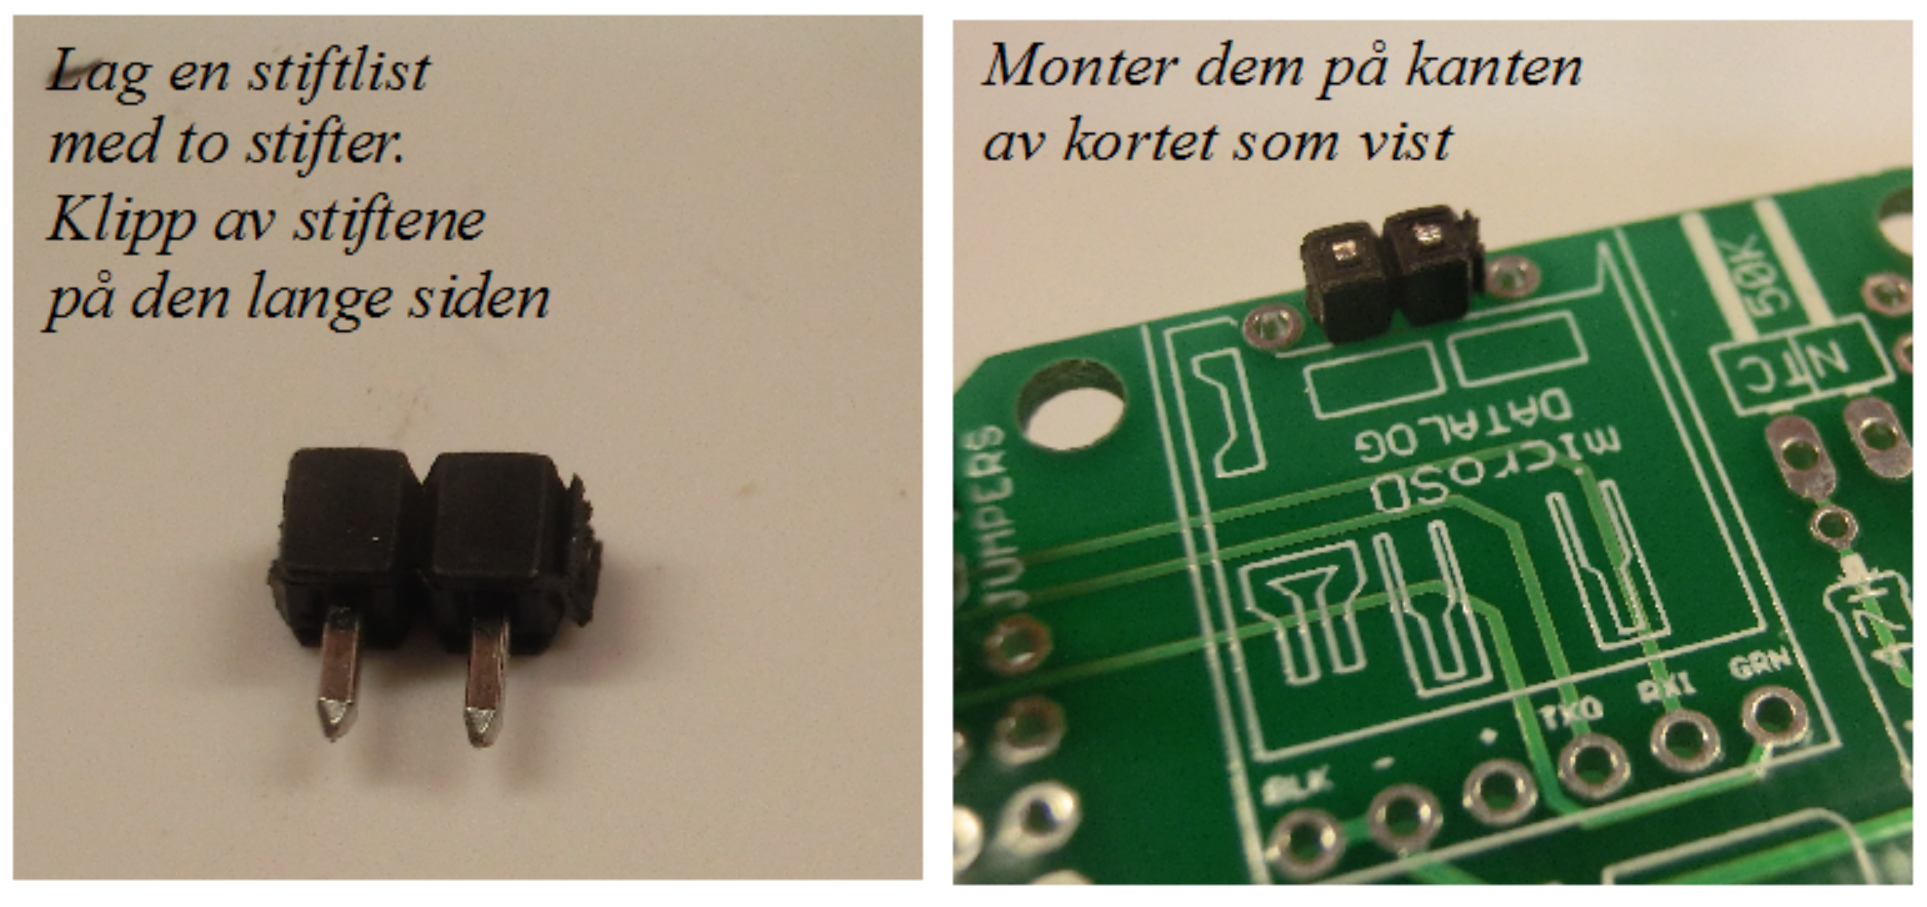 Lag en stiftlist
med to stifter.
Klipp av stiftene
på den lange siden
Monter dem på kanten
av kortet som vist
50K
NTC
DATALOG
microSD
JUMPERS
47K
GRN
RXI
TXO
+
-
BLK